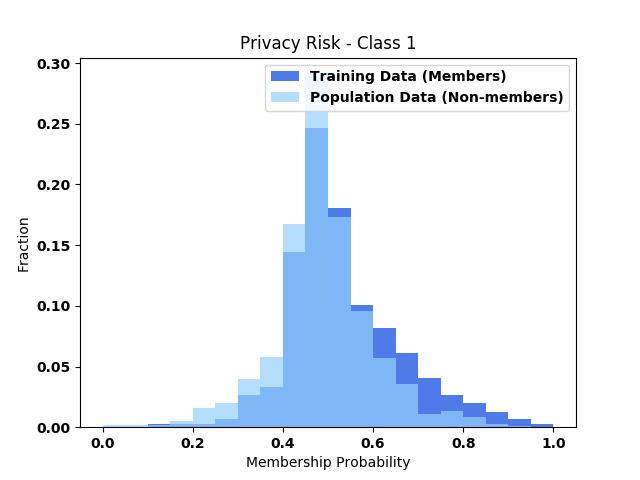 Privacy Risk - Class 1
Training Data (Members)
Population Data (Non-members)
0.30
0.25
0.20
0.15
0.10
0.05
0.00
Fraction
0.0 0.2 0.4 0.6 0.8 1.0
Membership Probability